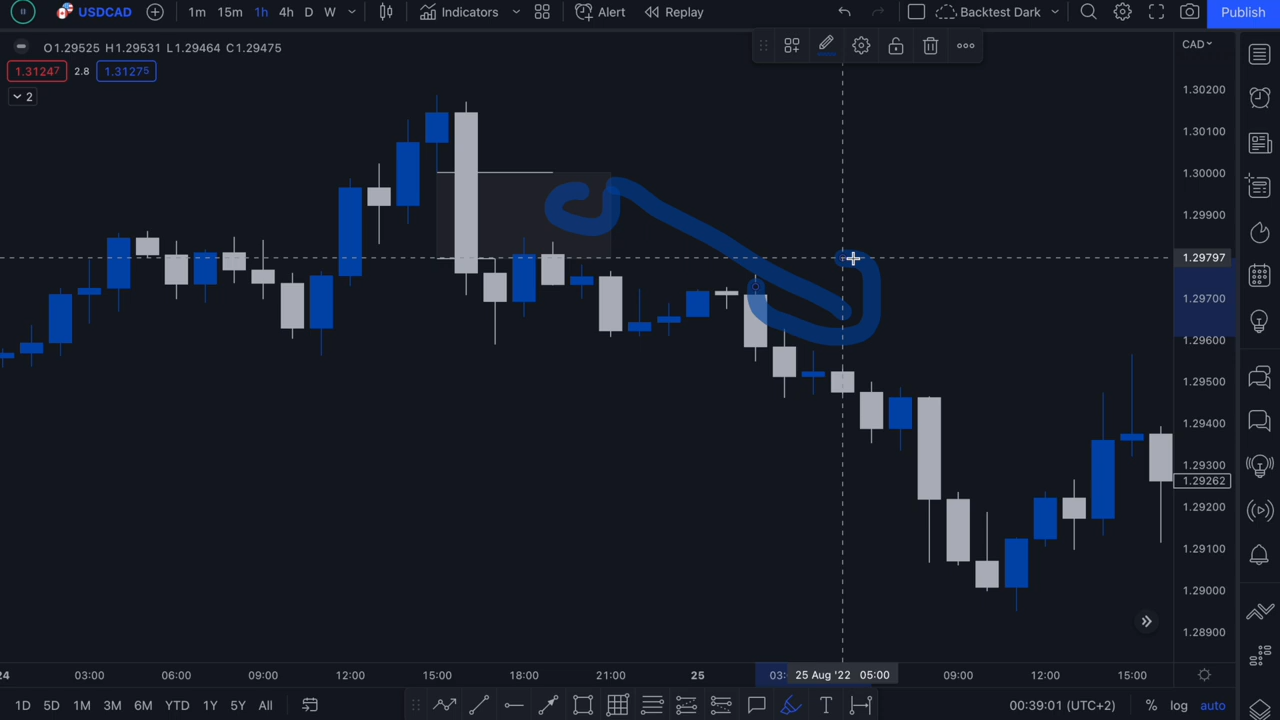 USDCAD 1m 15m 1h 4h D W Indicators Alert Replay Backtest Dark Publish
O1.29525 H1.29531 L1.29464 C1.29475
CAD
1.31247 2.8 1.31275
2
1.30200
1.30100
1.30000
1.29900
1.29797
1.29700
1.29600
1.29500
1.29400
1.29300
1.29262
1.29200
1.29100
1.29000
1.28900
24 03:00 06:00 09:00 12:00 15:00 18:00 21:00 25 03: 25 Aug '22 05:00 09:00 12:00 15:00
1D 5D 1M 3M 6M YTD 1Y 5Y All T 00:39:01 (UTC+2) % log auto